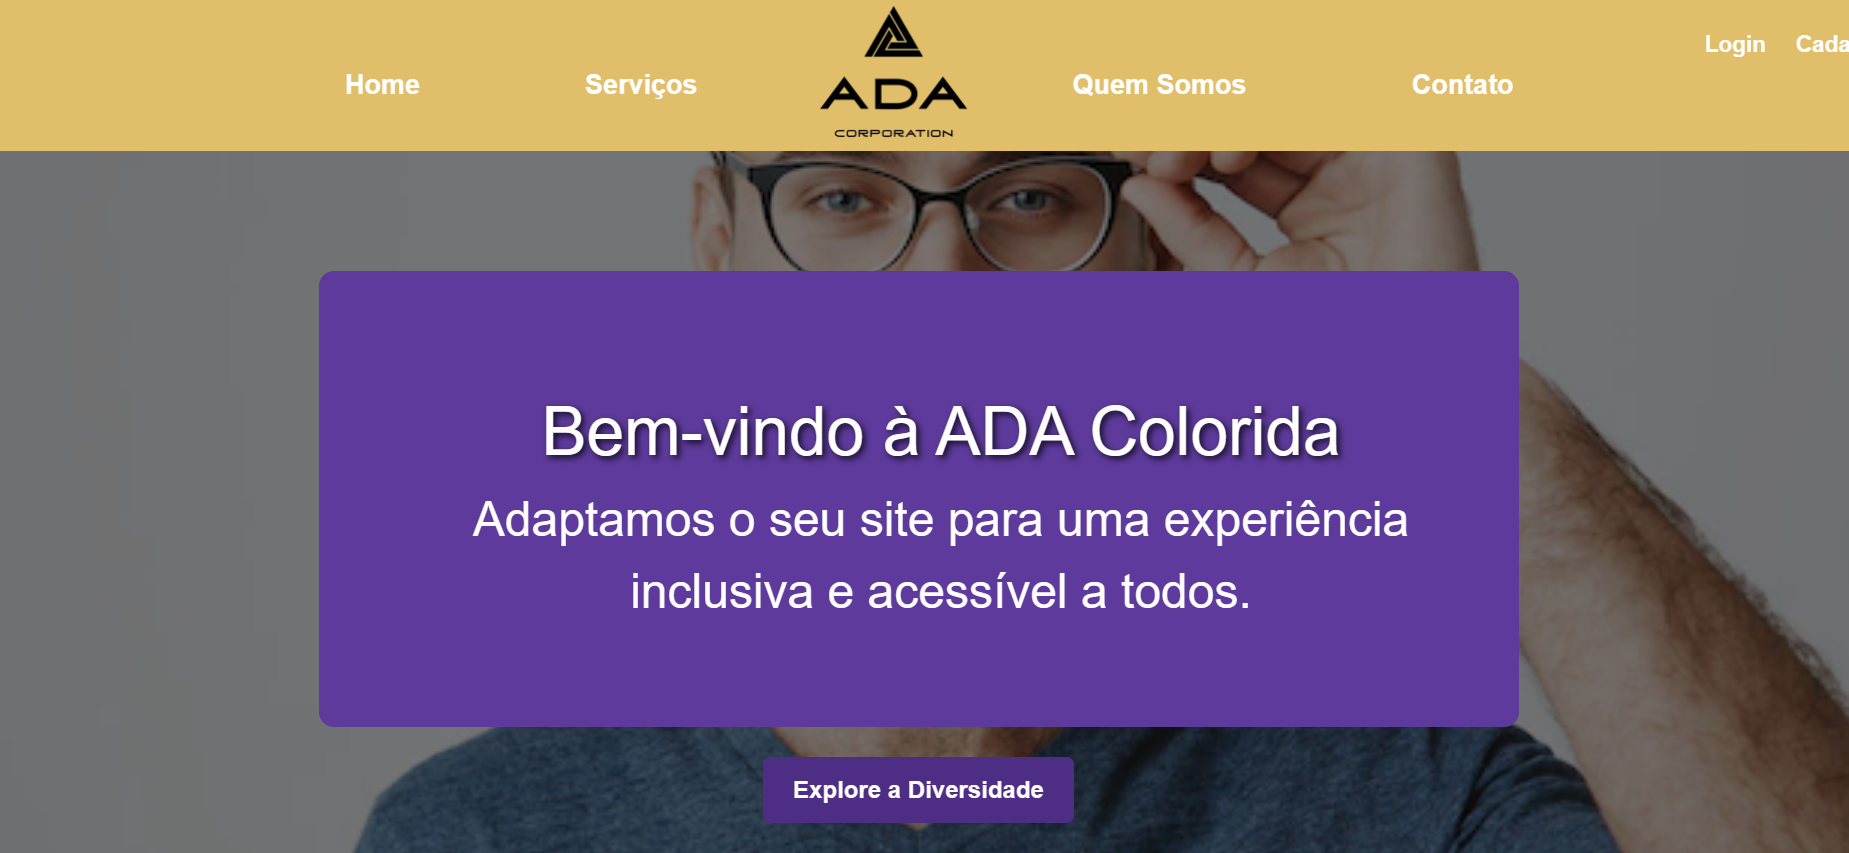 Home
Serviços
ADA
CORPORATION
Quem Somos
Contato
Login
Bem-vindo à ADA Colorida
Adaptamos o seu site para uma experiência
inclusiva e acessível a todos.
Explore a Diversidade